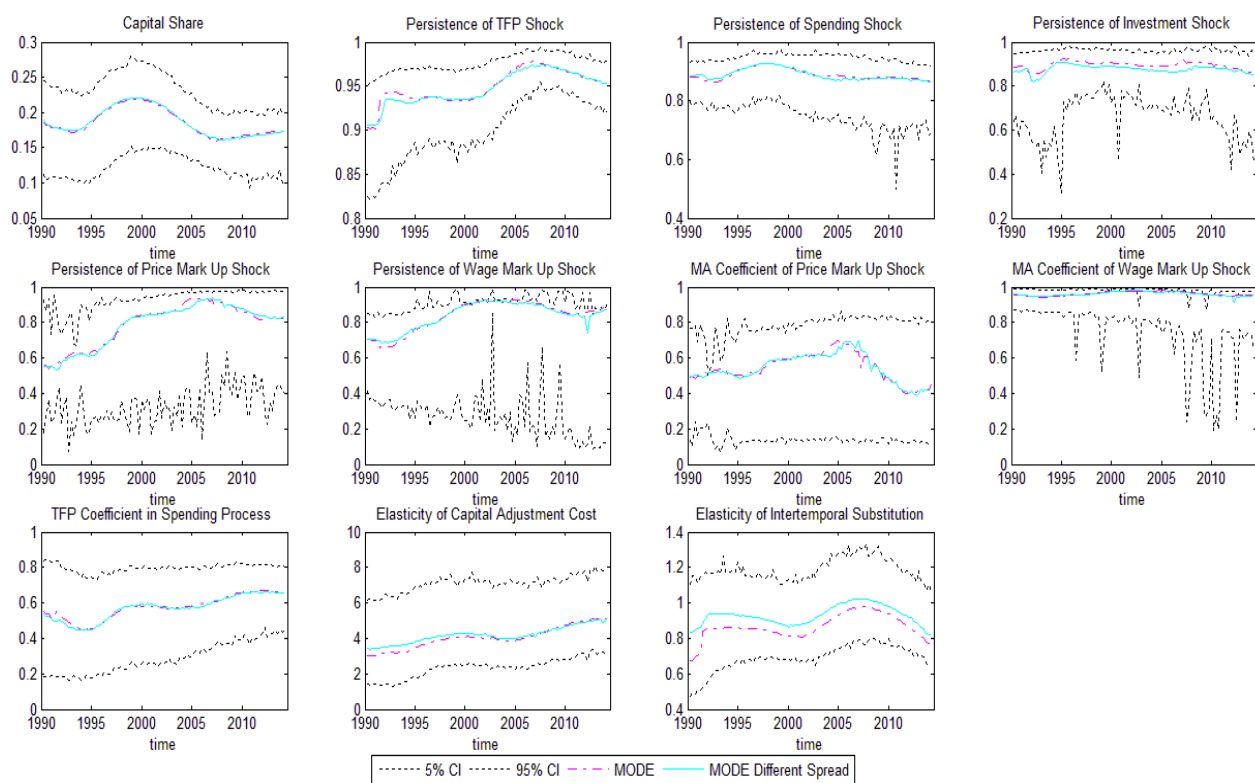 Capital Share
Persistence of TFP Shock
Persistence of Spending Shock
Persistence of Investment Shock
0.3
0.25
0.2
0.15
0.1
0.05
1990 1995 2000 2005 2010
time
1
0.95
0.9
0.85
0.8
1990 1995 2000 2005 2010
time
1
0.8
0.6
0.4
1990 1995 2000 2005 2010
time
1
0.8
0.6
0.4
0.2
1990 1995 2000 2005 2010
time
Persistence of Price Mark Up Shock
Persistence of Wage Mark Up Shock
MA Coefficient of Price Mark Up Shock
MA Coefficient of Wage Mark Up Shock
1
0.8
0.6
0.4
0.2
0
1990 1995 2000 2005 2010
time
1
0.8
0.6
0.4
0.2
0
1990 1995 2000 2005 2010
time
1
0.8
0.6
0.4
0.2
0
1990 1995 2000 2005 2010
time
1
0.8
0.6
0.4
0.2
0
1990 1995 2000 2005 2010
time
TFP Coefficient in Spending Process
Elasticity of Capital Adjustment Cost
Elasticity of Intertemporal Substitution
1
0.8
0.6
0.4
0.2
0
1990 1995 2000 2005 2010
time
10
8
6
4
2
0
1990 1995 2000 2005 2010
time
1.4
1.2
1
0.8
0.6
0.4
1990 1995 2000 2005 2010
time
5% CI 95% CI MODE MODE Different Spread